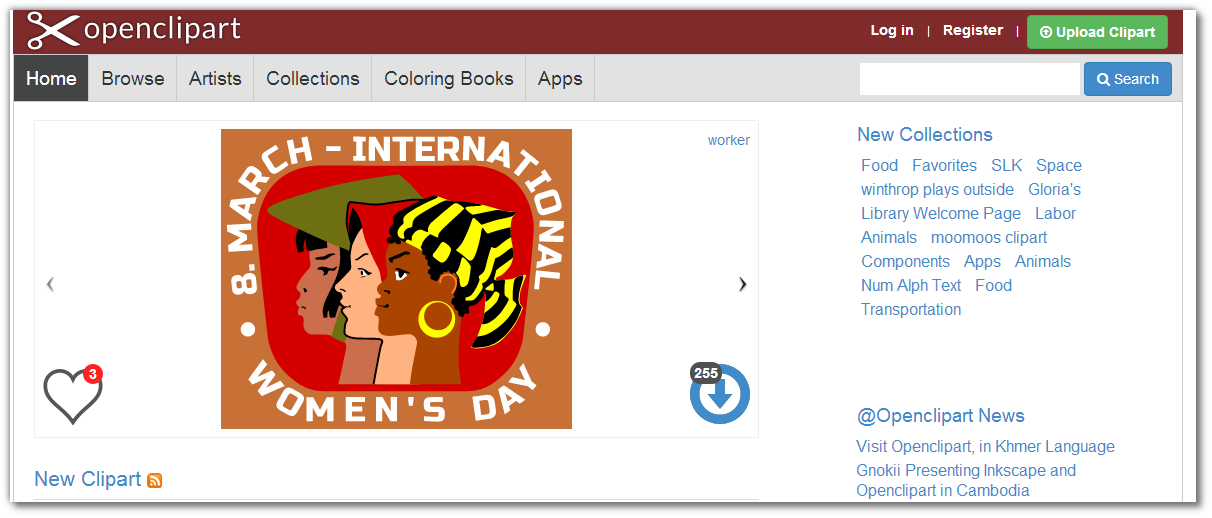 openclipart
Log in | Register | Upload Clipart
Home Browse Artists Collections Coloring Books Apps Search
worker
8. MARCH - INTERNATIONAL
WOMEN'S DAY
3
255
New Clipart
New Collections
Food Favorites SLK Space
winthrop plays outside Gloria's
Library Welcome Page Labor
Animals moomoos clipart
Components Apps Animals
Num Alph Text Food
Transportation
@Openclipart News
Visit Openclipart, in Khmer Language
Gnokii Presenting Inkscape and
Openclipart in Cambodia